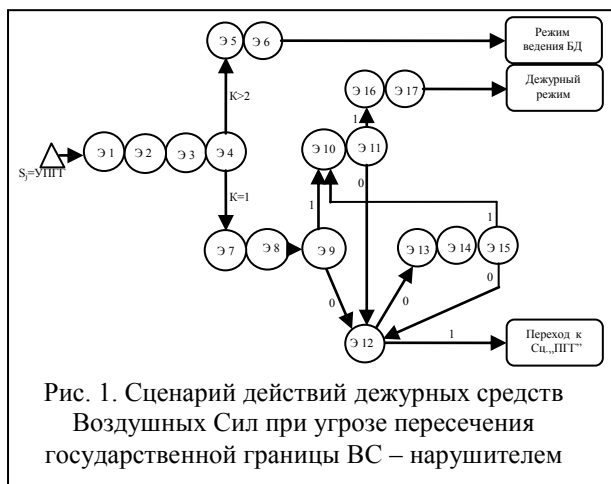 Э 5
Э 6
Режим
ведения БД
Дежурный
режим
Э 16
Э 17
K>2
1
Э 10
Э 11
Э 1
Э 2
Э 3
Э 4
Sj=УПГГ
0
K=1
1
1
Э 7
Э 8
Э 9
Э 13
Э 14
Э 15
0
0
0
Э 12
1
Переход к
Сц.„ПГГ”
Рис. 1. Сценарий действий дежурных средств
Воздушных Сил при угрозе пересечения
государственной границы ВС – нарушителем